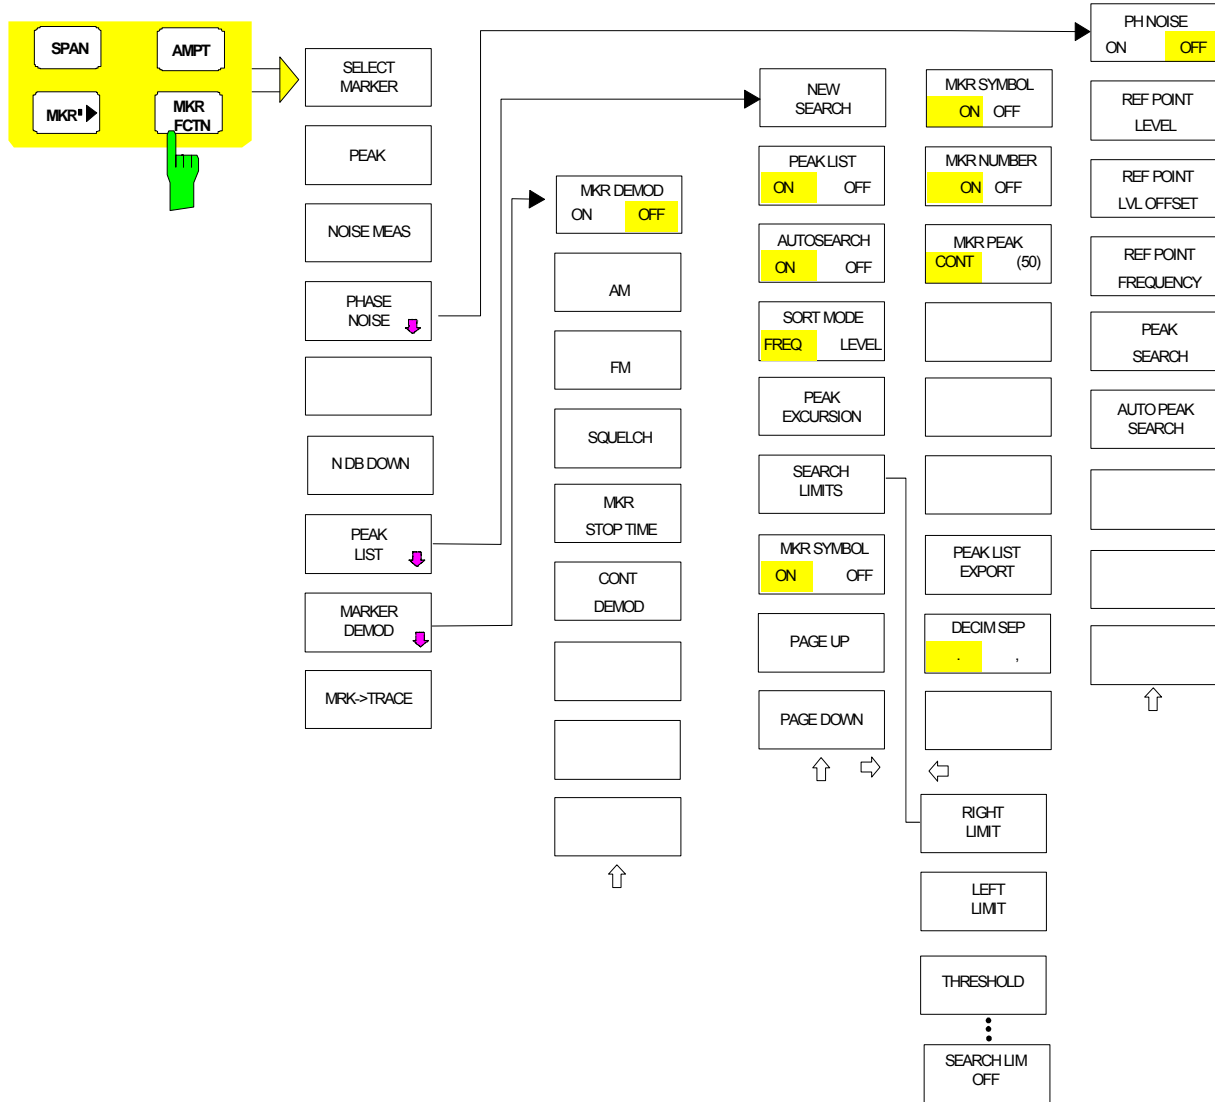 SPAN
AMPT
MKR
MKR
FCTN
SELECT
MARKER
PEAK
NOISE MEAS
PHASE
NOISE
N DB DOWN
PEAK
LIST
MARKER
DEMOD
MRK->TRACE
MKR DEMOD
ON OFF
AM
FM
SQUELCH
MKR
STOP TIME
CONT
DEMOD
NEW
SEARCH
PEAK LIST
ON OFF
AUTOSEARCH
ON OFF
SORT MODE
FREQ LEVEL
PEAK
EXCURSION
SEARCH
LIMITS
MKR SYMBOL
ON OFF
PAGE UP
PAGE DOWN
MKR SYMBOL
ON OFF
MKR NUMBER
ON OFF
MKR PEAK
CONT (50)
PEAK LIST
EXPORT
DECIM SEP
. ,
RIGHT
LIMIT
LEFT
LIMIT
THRESHOLD
SEARCH LIM
OFF
PH NOISE
ON OFF
REF POINT
LEVEL
REF POINT
LVL OFFSET
REF POINT
FREQUENCY
PEAK
SEARCH
AUTO PEAK
SEARCH